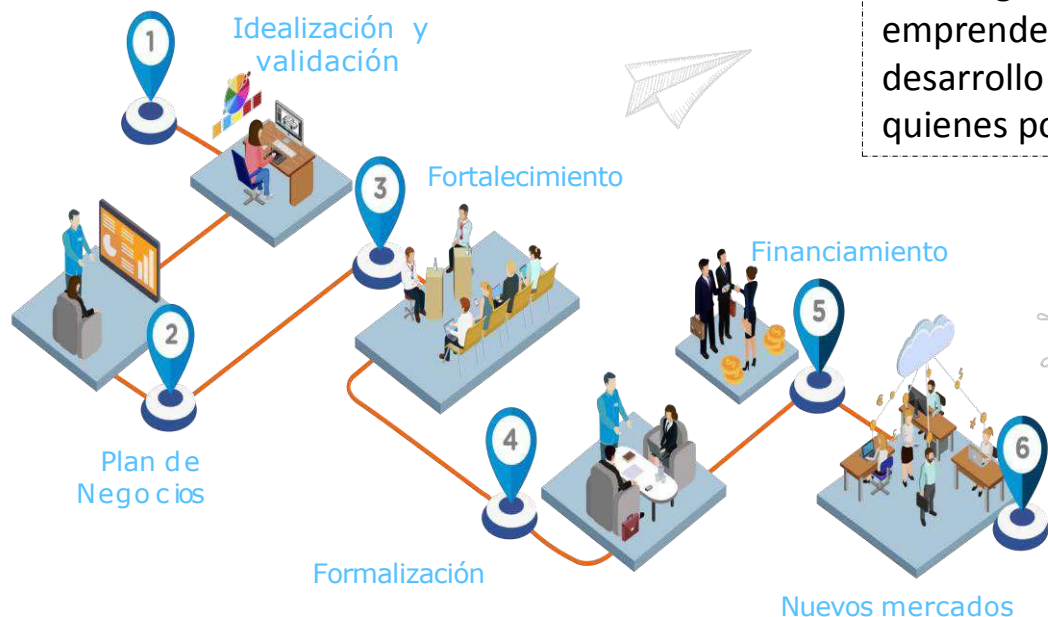 1
Idealización y
validación
emprende
desarrollo
quienes po
3
Fortalecimiento
2
Plan de
Negocios
Financiamiento
5
4
Formalización
6
Nuevos mercados